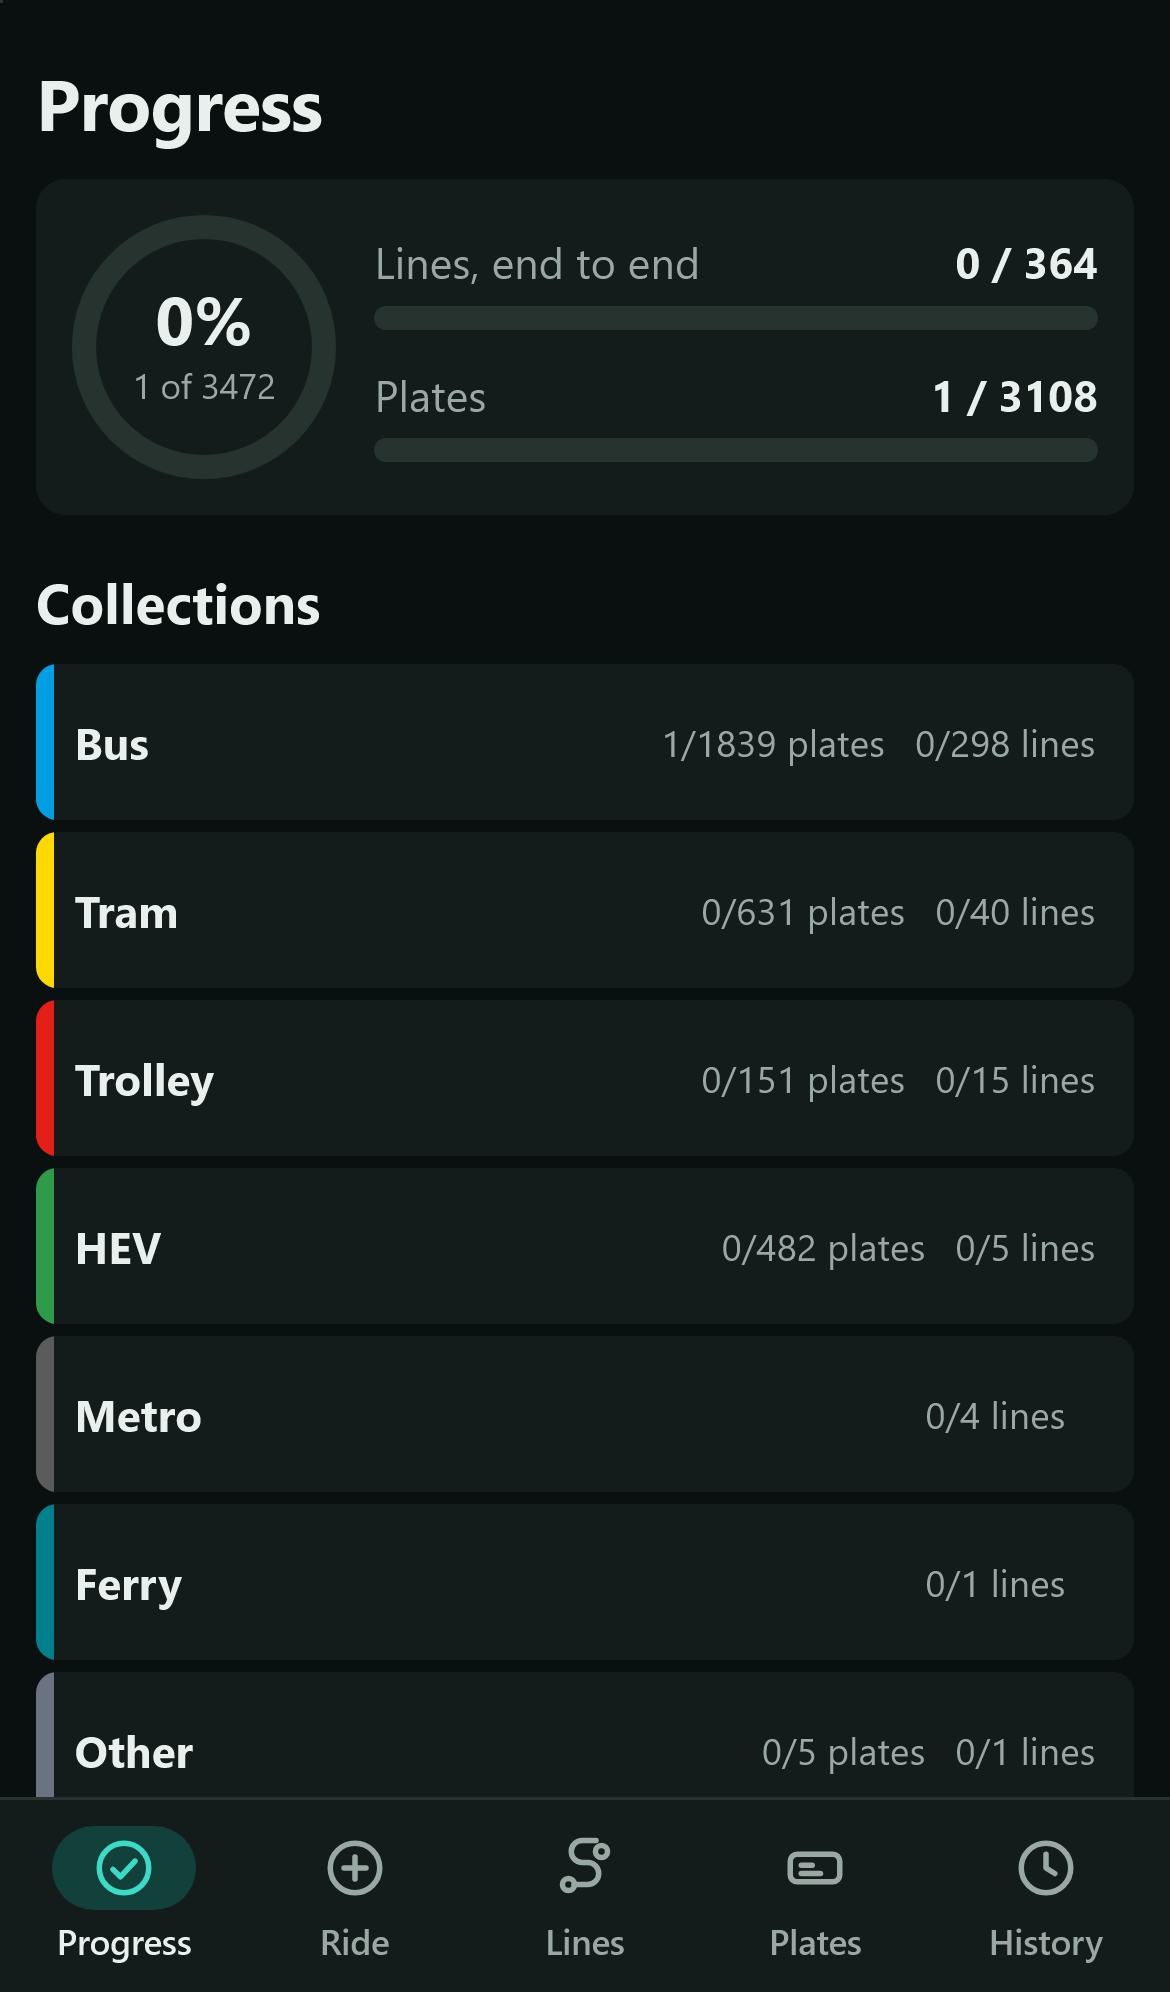 Progress
0%
1 of 3472
Lines, end to end 0 / 364
Plates 1 / 3108
Collections
Bus 1/1839 plates 0/298 lines
Tram 0/631 plates 0/40 lines
Trolley 0/151 plates 0/15 lines
HEV 0/482 plates 0/5 lines
Metro 0/4 lines
Ferry 0/1 lines
Other 0/5 plates 0/1 lines
Progress Ride Lines Plates History